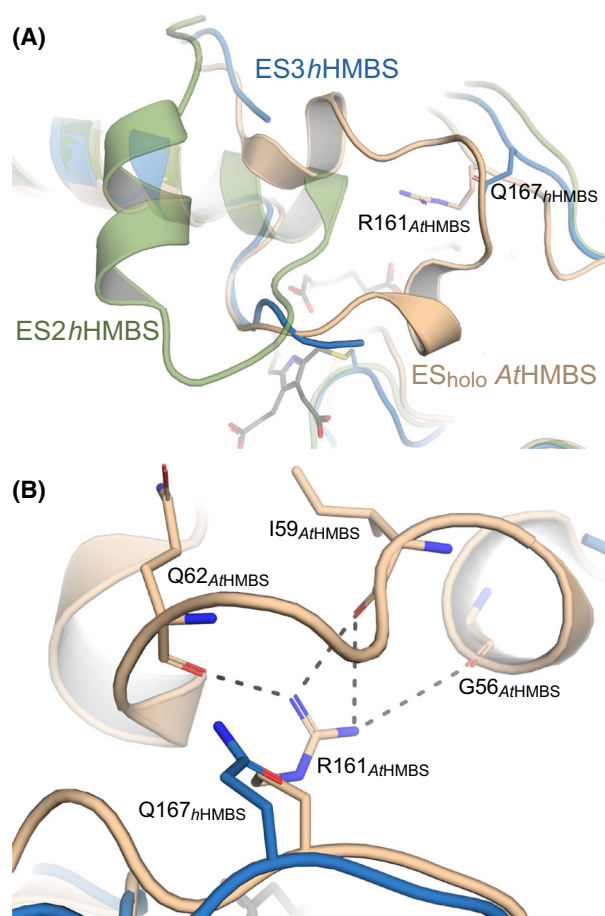 (A)
ES3hHMBS
Q167hHMBS
R161AtHMBS
ES2hHMBS
ESholo AtHMBS
(B)
I59AtHMBS
Q62AtHMBS
G56AtHMBS
R161AtHMBS
Q167hHMBS